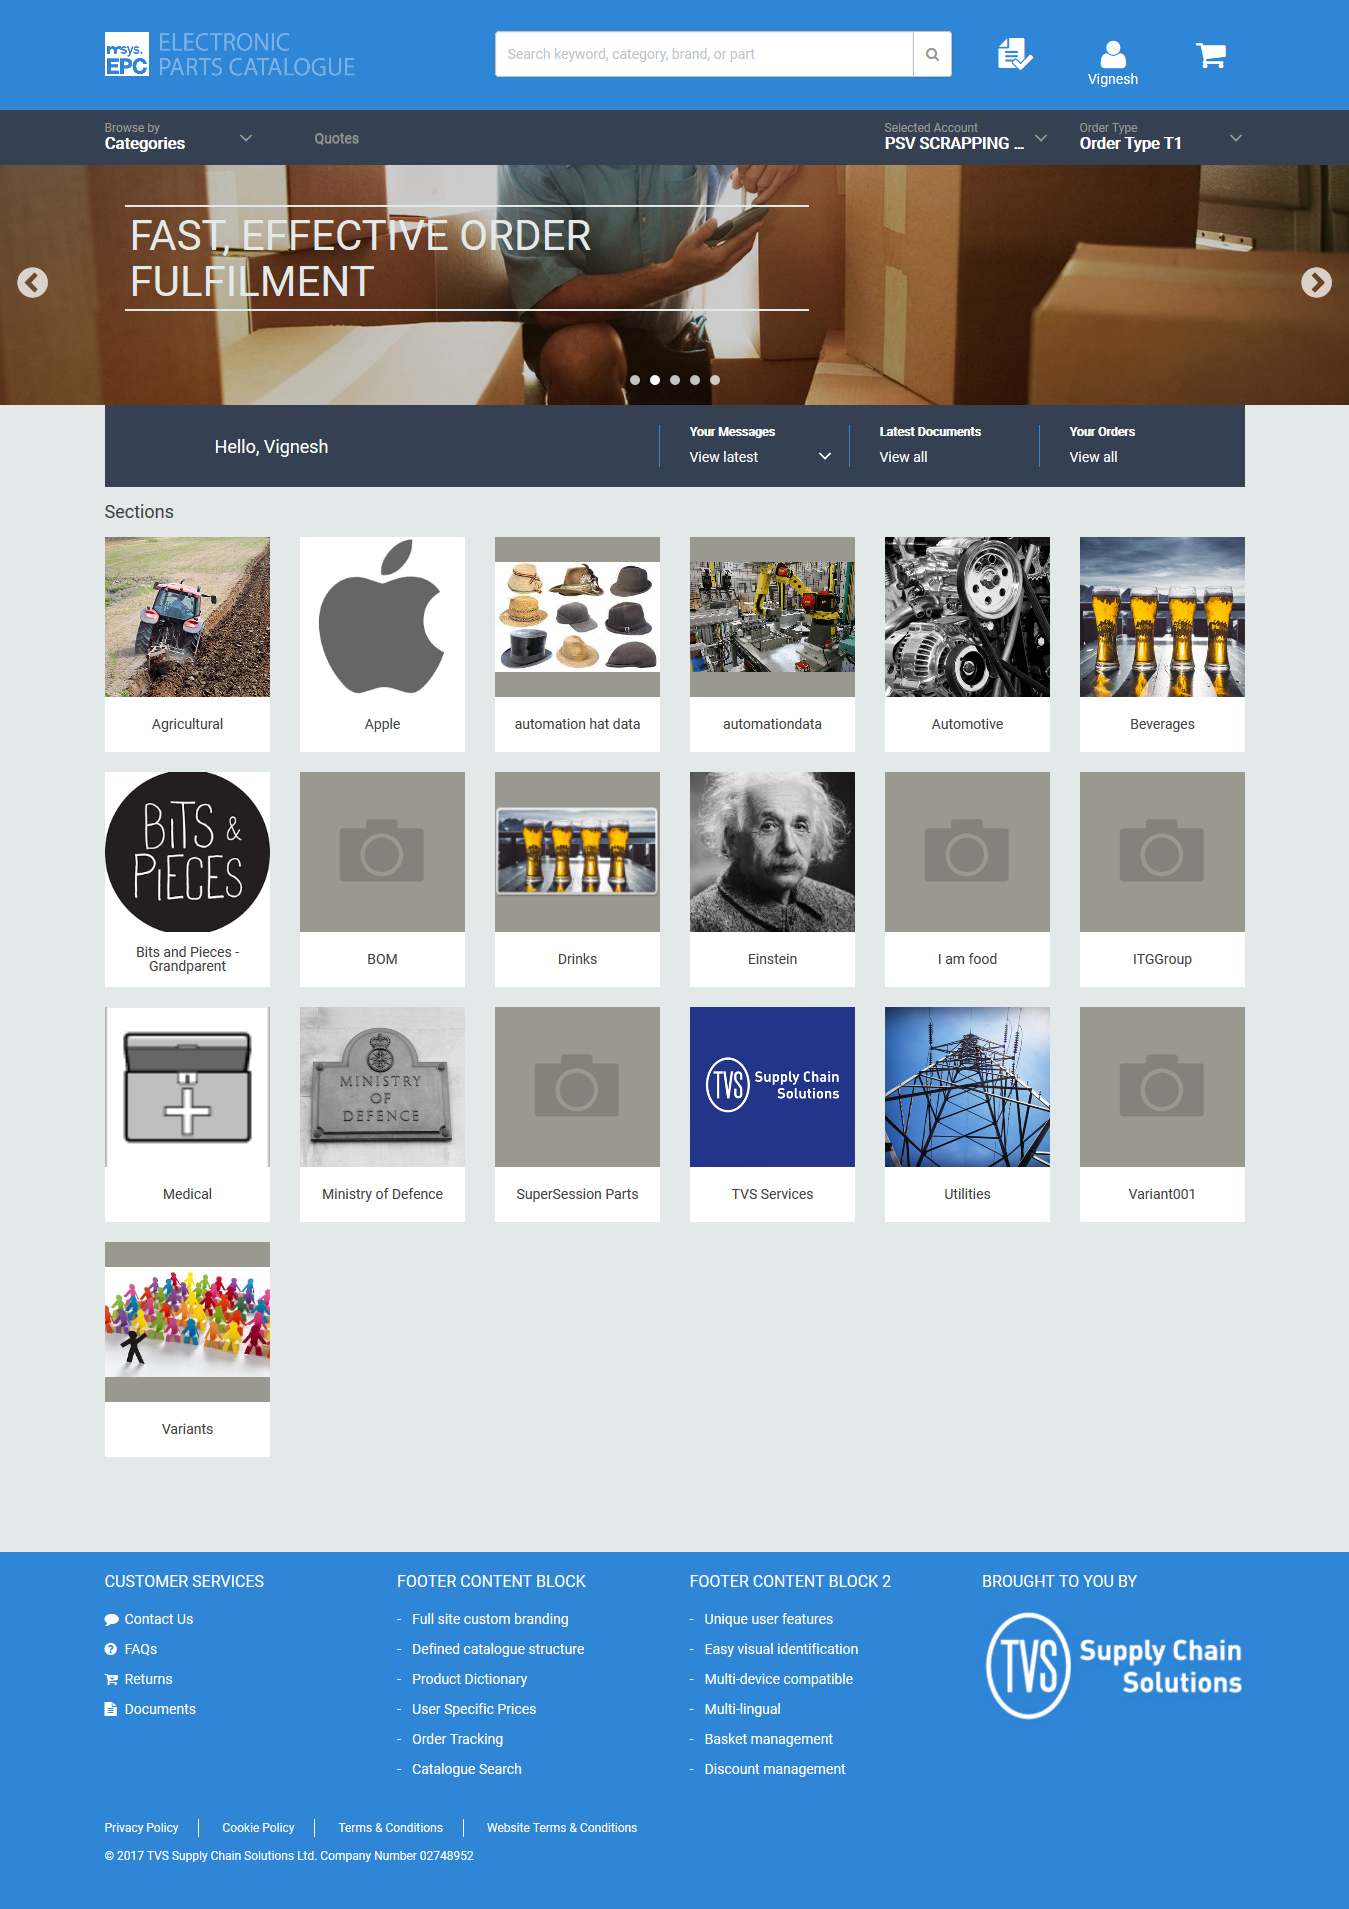 msys.
EPC
ELECTRONIC
PARTS CATALOGUE
Search keyword, category, brand, or part
Vignesh
Browse by
Categories
Quotes
Selected Account
PSV SCRAPPING ...
Order Type
Order Type T1
FAST, EFFECTIVE ORDER
FULFILMENT
Hello, Vignesh
Your Messages
View latest
Latest Documents
View all
Your Orders
View all
Sections
Agricultural
Apple
automation hat data
automationdata
Automotive
Beverages
BiTS &
PiECES
Bits and Pieces -
Grandparent
BOM
Drinks
Einstein
I am food
ITGGroup
Medical
MINISTRY
OF
DEFENCE
Ministry of Defence
SuperSession Parts
TVS Supply Chain
Solutions
TVS Services
Utilities
Variant001
Variants
CUSTOMER SERVICES
Contact Us
FAQs
Returns
Documents
FOOTER CONTENT BLOCK
- Full site custom branding
- Defined catalogue structure
- Product Dictionary
- User Specific Prices
- Order Tracking
- Catalogue Search
FOOTER CONTENT BLOCK 2
- Unique user features
- Easy visual identification
- Multi-device compatible
- Multi-lingual
- Basket management
- Discount management
BROUGHT TO YOU BY
TVS Supply Chain
Solutions
Privacy Policy
Cookie Policy
Terms & Conditions
Website Terms & Conditions
© 2017 TVS Supply Chain Solutions Ltd. Company Number 02748952